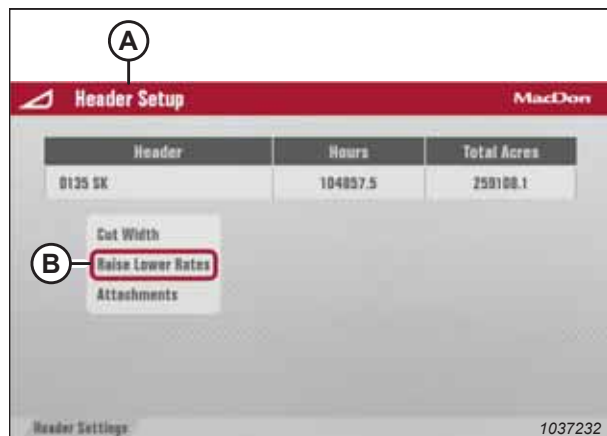 A
Header Setup MacDon
Header Hours Total Acres
0135 SK 104857.5 259108.1
Cut Width
B Raise Lower Rates
Attachments
Header Settings
1037232